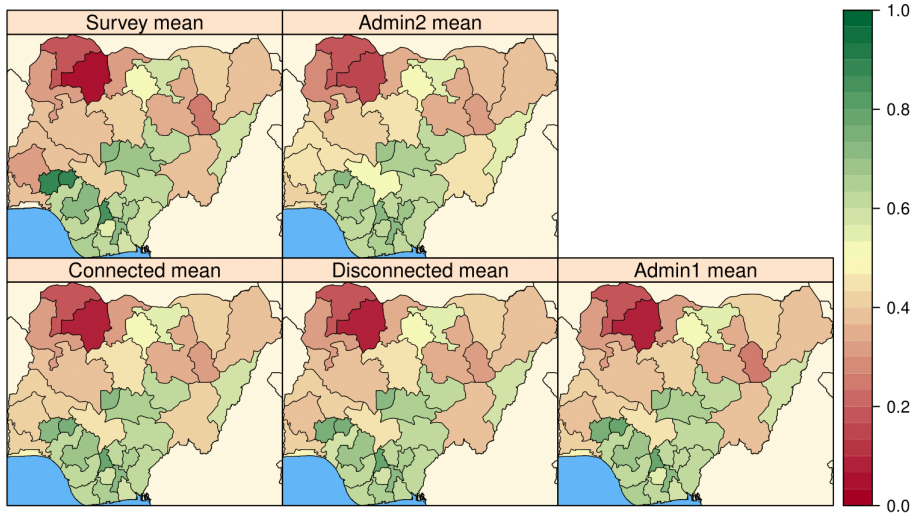 Survey mean
Admin2 mean
Connected mean
Disconnected mean
Admin1 mean
1.0
0.8
0.6
0.4
0.2
0.0